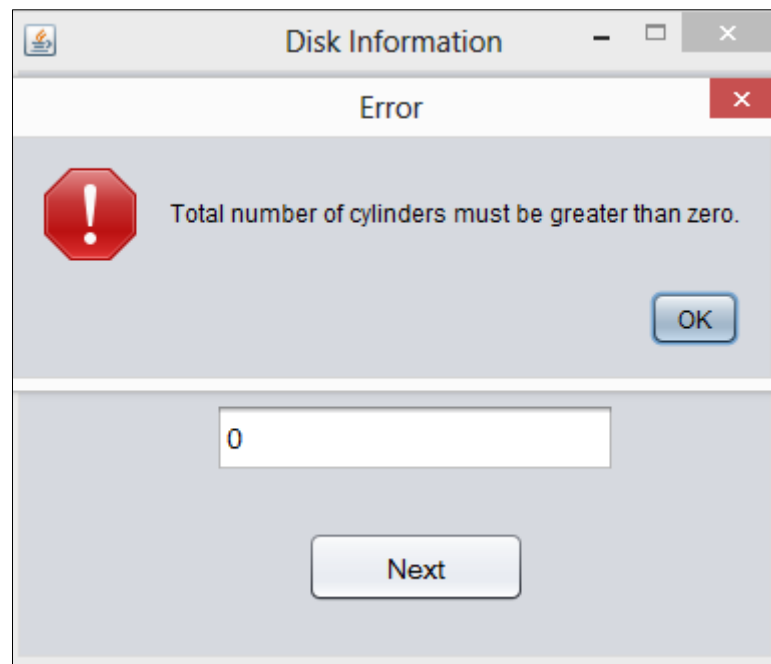 Disk Information
Error
Total number of cylinders must be greater than zero.
OK
0
Next